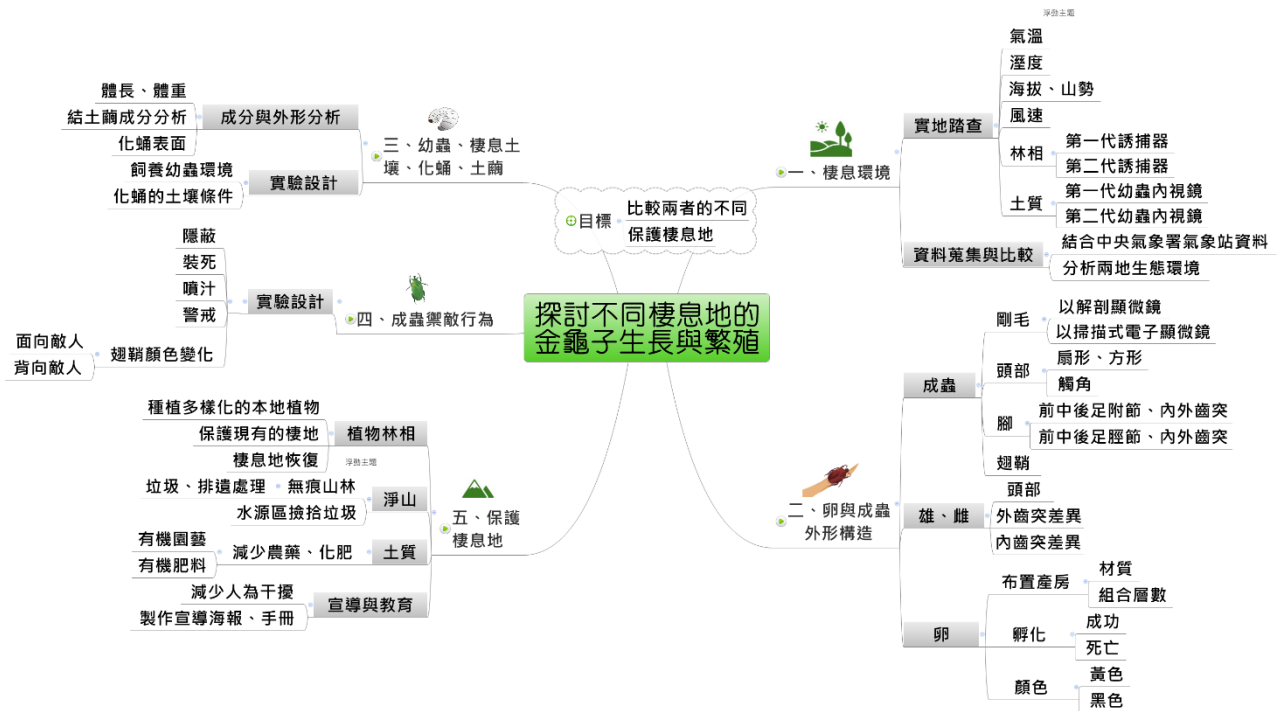 探討不同棲息地的
金龜子生長與繁殖
目標
比較兩者的不同
保護棲息地
浮動主題
一、棲息環境
實地踏查
氣溫
溼度
海拔、山勢
風速
林相
第一代誘捕器
第二代誘捕器
土質
第一代幼蟲內視鏡
第二代幼蟲內視鏡
資料蒐集與比較
結合中央氣象署氣象站資料
分析兩地生態環境
二、卵與成蟲
外形構造
成蟲
剛毛
以解剖顯微鏡
以掃描式電子顯微鏡
頭部
扇形、方形
觸角
腳
前中後足附節、內外齒突
前中後足脛節、內外齒突
翅鞘
雄、雌
頭部
外齒突差異
內齒突差異
卵
布置產房
材質
組合層數
孵化
成功
死亡
顏色
黃色
黑色
三、幼蟲、棲息土
壤、化蛹、土繭
成分與外形分析
體長、體重
結土繭成分分析
化蛹表面
實驗設計
飼養幼蟲環境
化蛹的土壤條件
四、成蟲禦敵行為
實驗設計
隱蔽
裝死
噴汁
警戒
翅鞘顏色變化
面向敵人
背向敵人
五、保護
棲息地
植物林相
種植多樣化的本地植物
保護現有的棲地
棲息地恢復
浮動主題
淨山
無痕山林
垃圾、排遺處理
水源區撿拾垃圾
土質
減少農藥、化肥
有機園藝
有機肥料
宣導與教育
減少人為干擾
製作宣導海報、手冊